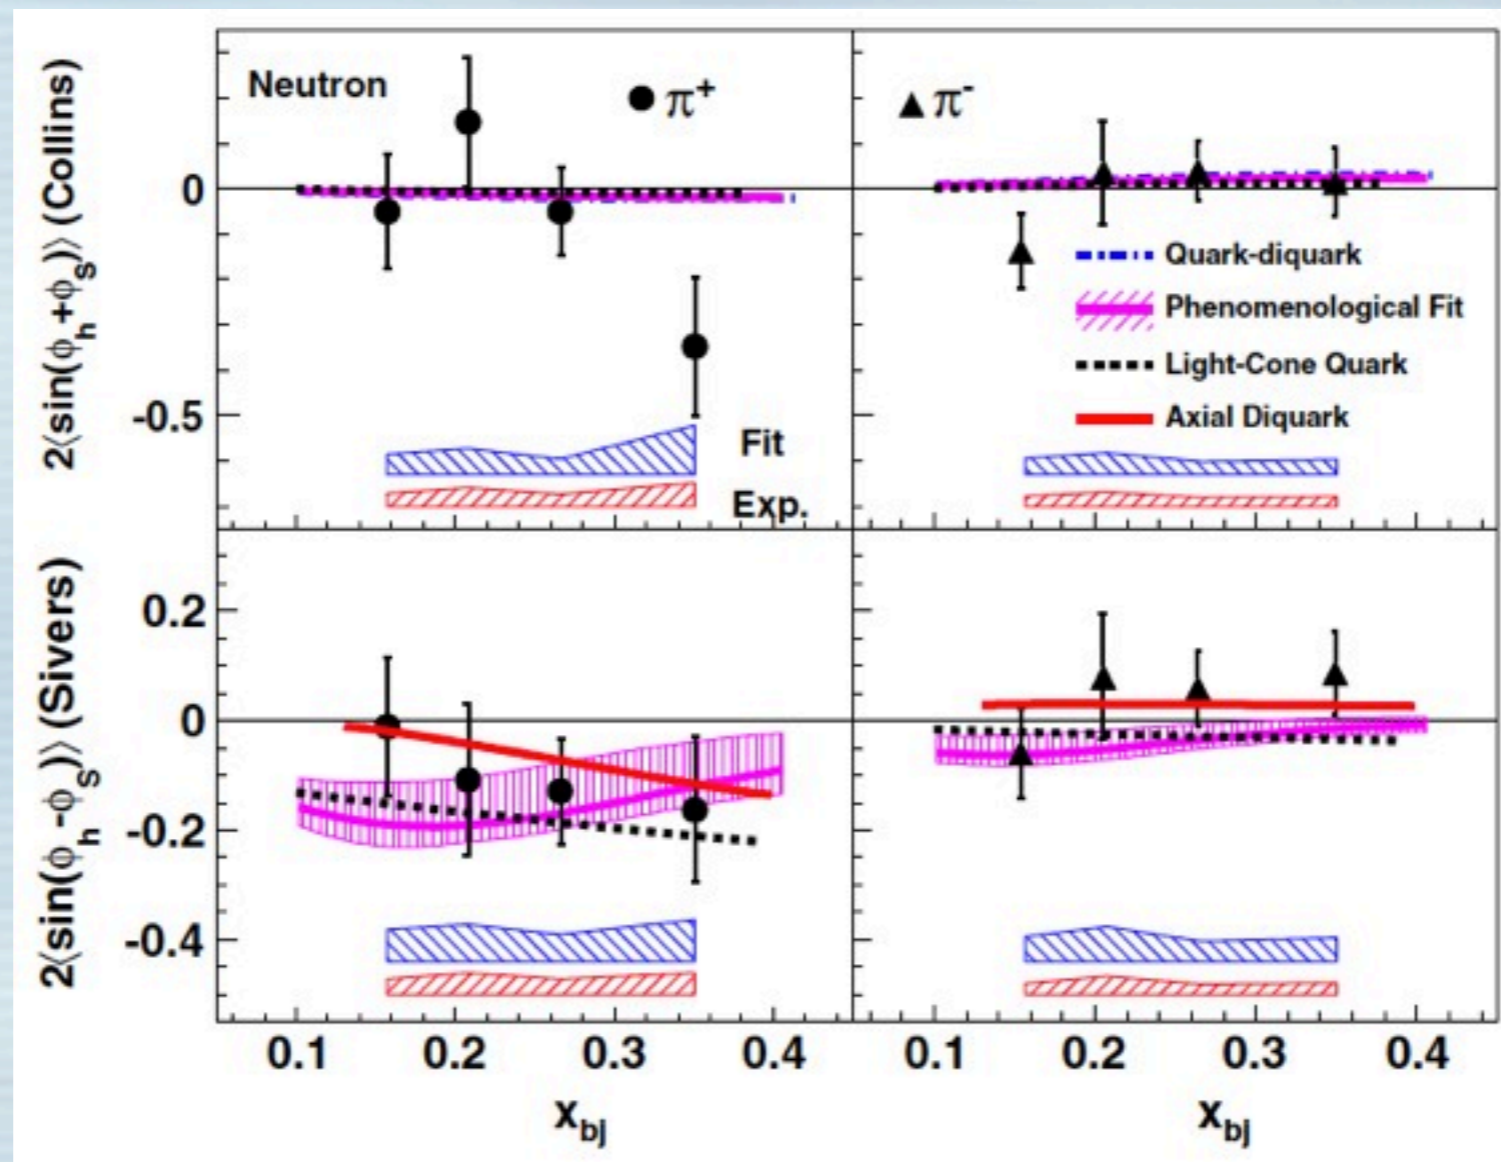 2⟨sin(ϕh+ϕS)⟩ (Collins)
Neutron
π+
π-
0
-0.5
Quark-diquark
Phenomenological Fit
Light-Cone Quark
Axial Diquark
Fit
Exp.
2⟨sin(ϕh-ϕS)⟩ (Sivers)
0.2
0
-0.2
-0.4
0.1 0.2 0.3 0.4 0.1 0.2 0.3 0.4
xbj xbj